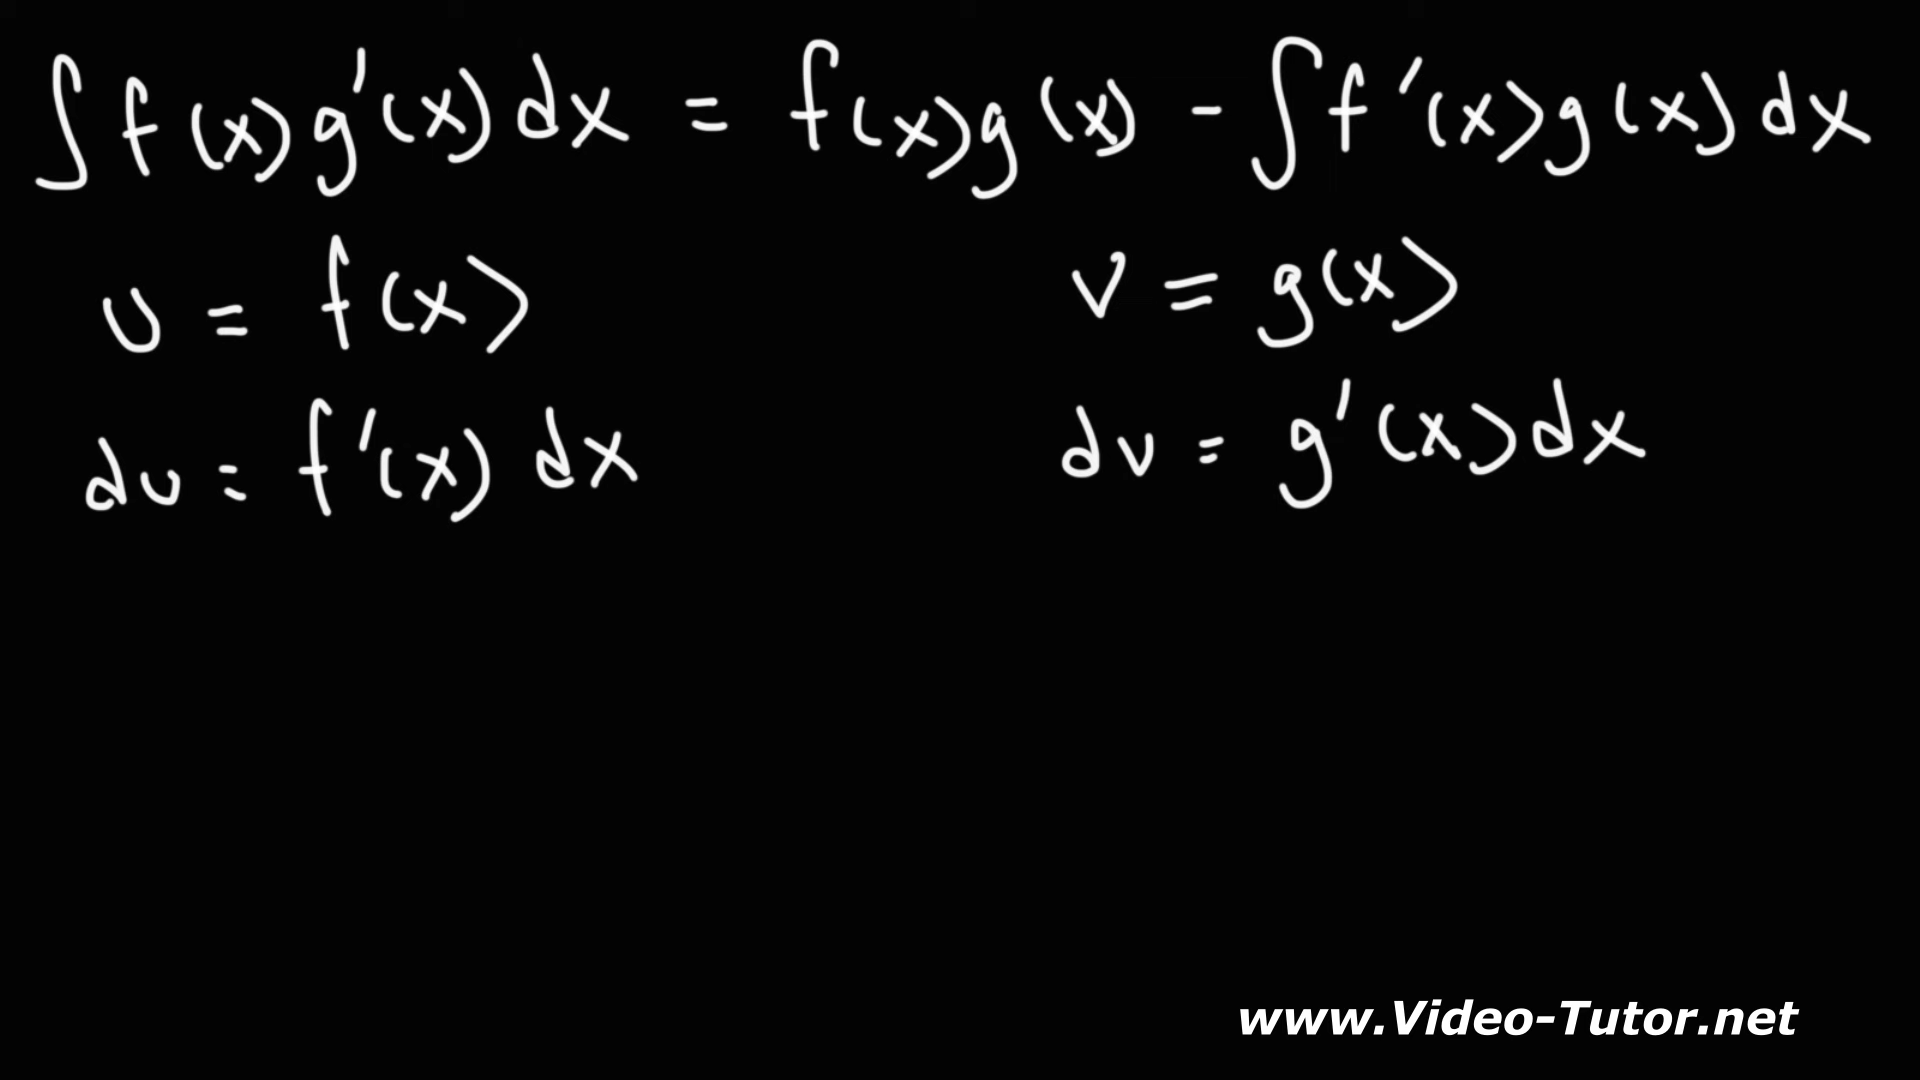 ∫f(x)g'(x)dx = f(x)g(x) - ∫f'(x)g(x)dx
u = f(x) v = g(x)
du = f'(x) dx dv = g'(x)dx
www.Video-Tutor.net